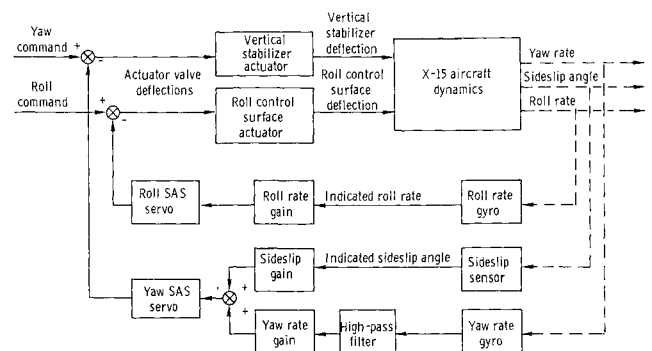 Yaw
command
+
-
Roll
command
+
-
Actuator valve
deflections
Vertical
stabilizer
actuator
Vertical
stabilizer
deflection
Roll control
surface
actuator
Roll control
surface
deflection
X-15 aircraft
dynamics
Yaw rate
Sideslip angle
Roll rate
Roll SAS
servo
Roll rate
gain
Indicated roll rate
Roll rate
gyro
Sideslip
gain
Indicated sideslip angle
Sideslip
sensor
Yaw SAS
servo
+
+
Yaw rate
gain
High-pass
filter
Yaw rate
gyro